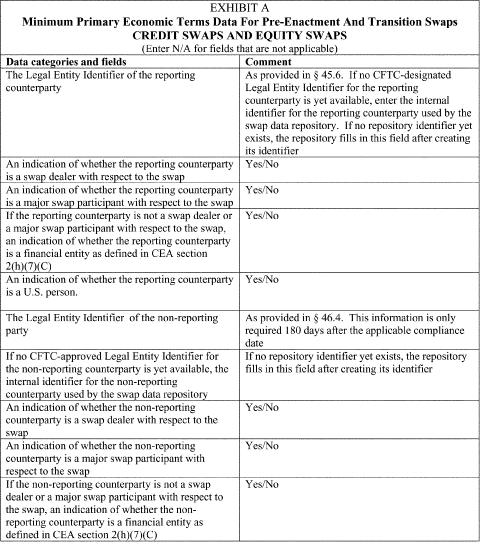 EXHIBIT A
Minimum Primary Economic Terms Data For Pre-Enactment And Transition Swaps
CREDIT SWAPS AND EQUITY SWAPS
(Enter N/A for fields that are not applicable)
Data categories and fields
Comment
The Legal Entity Identifier of the reporting
counterparty
As provided in § 45.6. If no CFTC-designated
Legal Entity Identifier for the reporting
counterparty is yet available, enter the internal
identifier for the reporting counterparty used by the
swap data repository. If no repository identifier yet
exists, the repository fills in this field after creating
its identifier
An indication of whether the reporting counterparty
is a swap dealer with respect to the swap
Yes/No
An indication of whether the reporting counterparty
is a major swap participant with respect to the swap
Yes/No
If the reporting counterparty is not a swap dealer or
a major swap participant with respect to the swap,
an indication of whether the reporting counterparty
is a financial entity as defined in CEA section
2(h)(7)(C)
Yes/No
An indication of whether the reporting counterparty
is a U.S. person.
Yes/No
The Legal Entity Identifier of the non-reporting
party
As provided in § 46.4. This information is only
required 180 days after the applicable compliance
date
If no CFTC-approved Legal Entity Identifier for
the non-reporting counterparty is yet available, the
internal identifier for the non-reporting
counterparty used by the swap data repository
If no repository identifier yet exists, the repository
fills in this field after creating its identifier
An indication of whether the non-reporting
counterparty is a swap dealer with respect to the
swap
Yes/No
An indication of whether the non-reporting
counterparty is a major swap participant with
respect to the swap
Yes/No
If the non-reporting counterparty is not a swap
dealer or a major swap participant with respect to
the swap, an indication of whether the non-
reporting counterparty is a financial entity as
defined in CEA section 2(h)(7)(C)
Yes/No